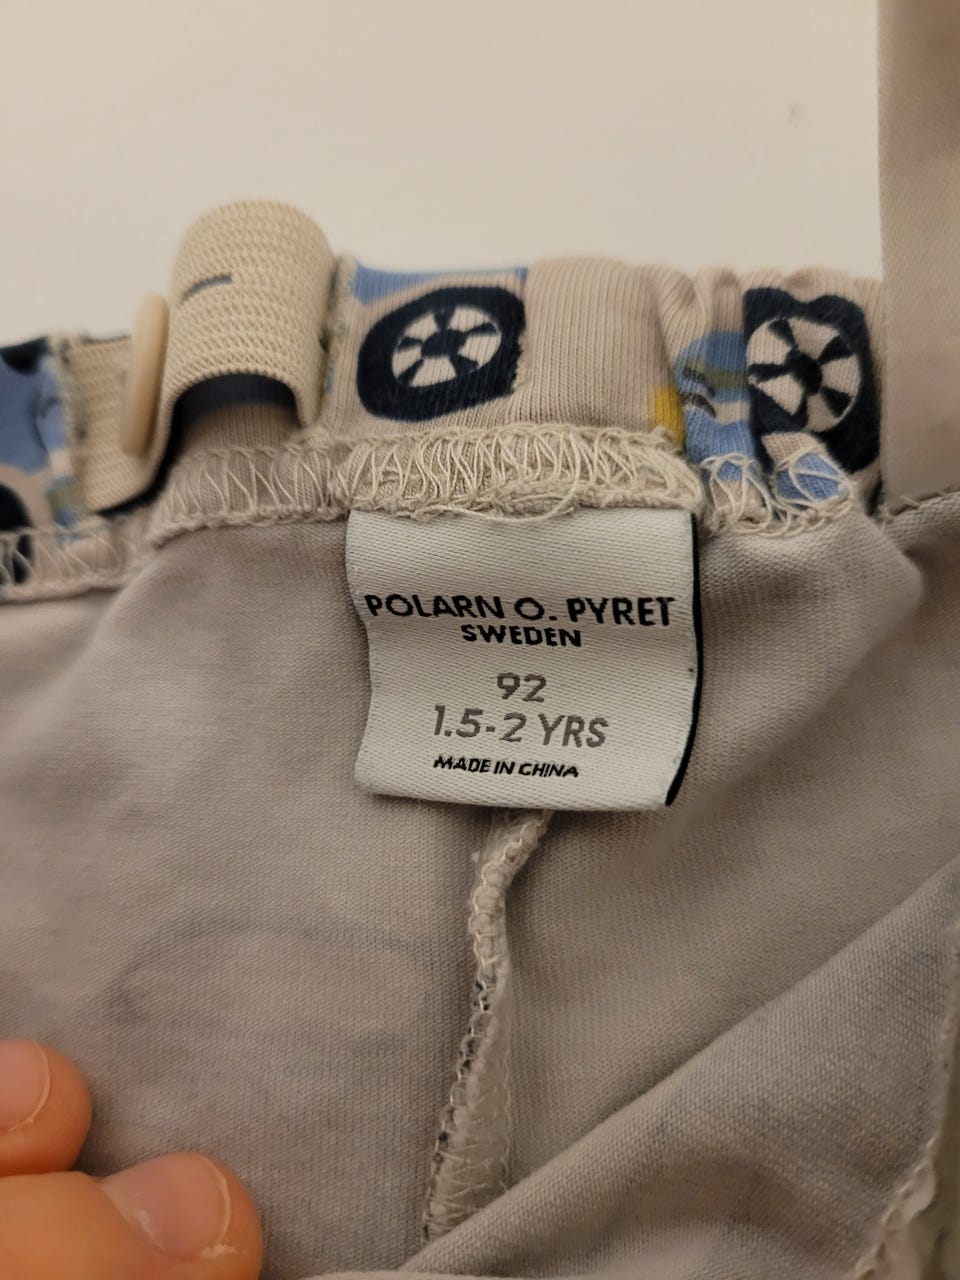 POLARN O. PYRET
SWEDEN
92
1.5-2 YRS
MADE IN CHINA